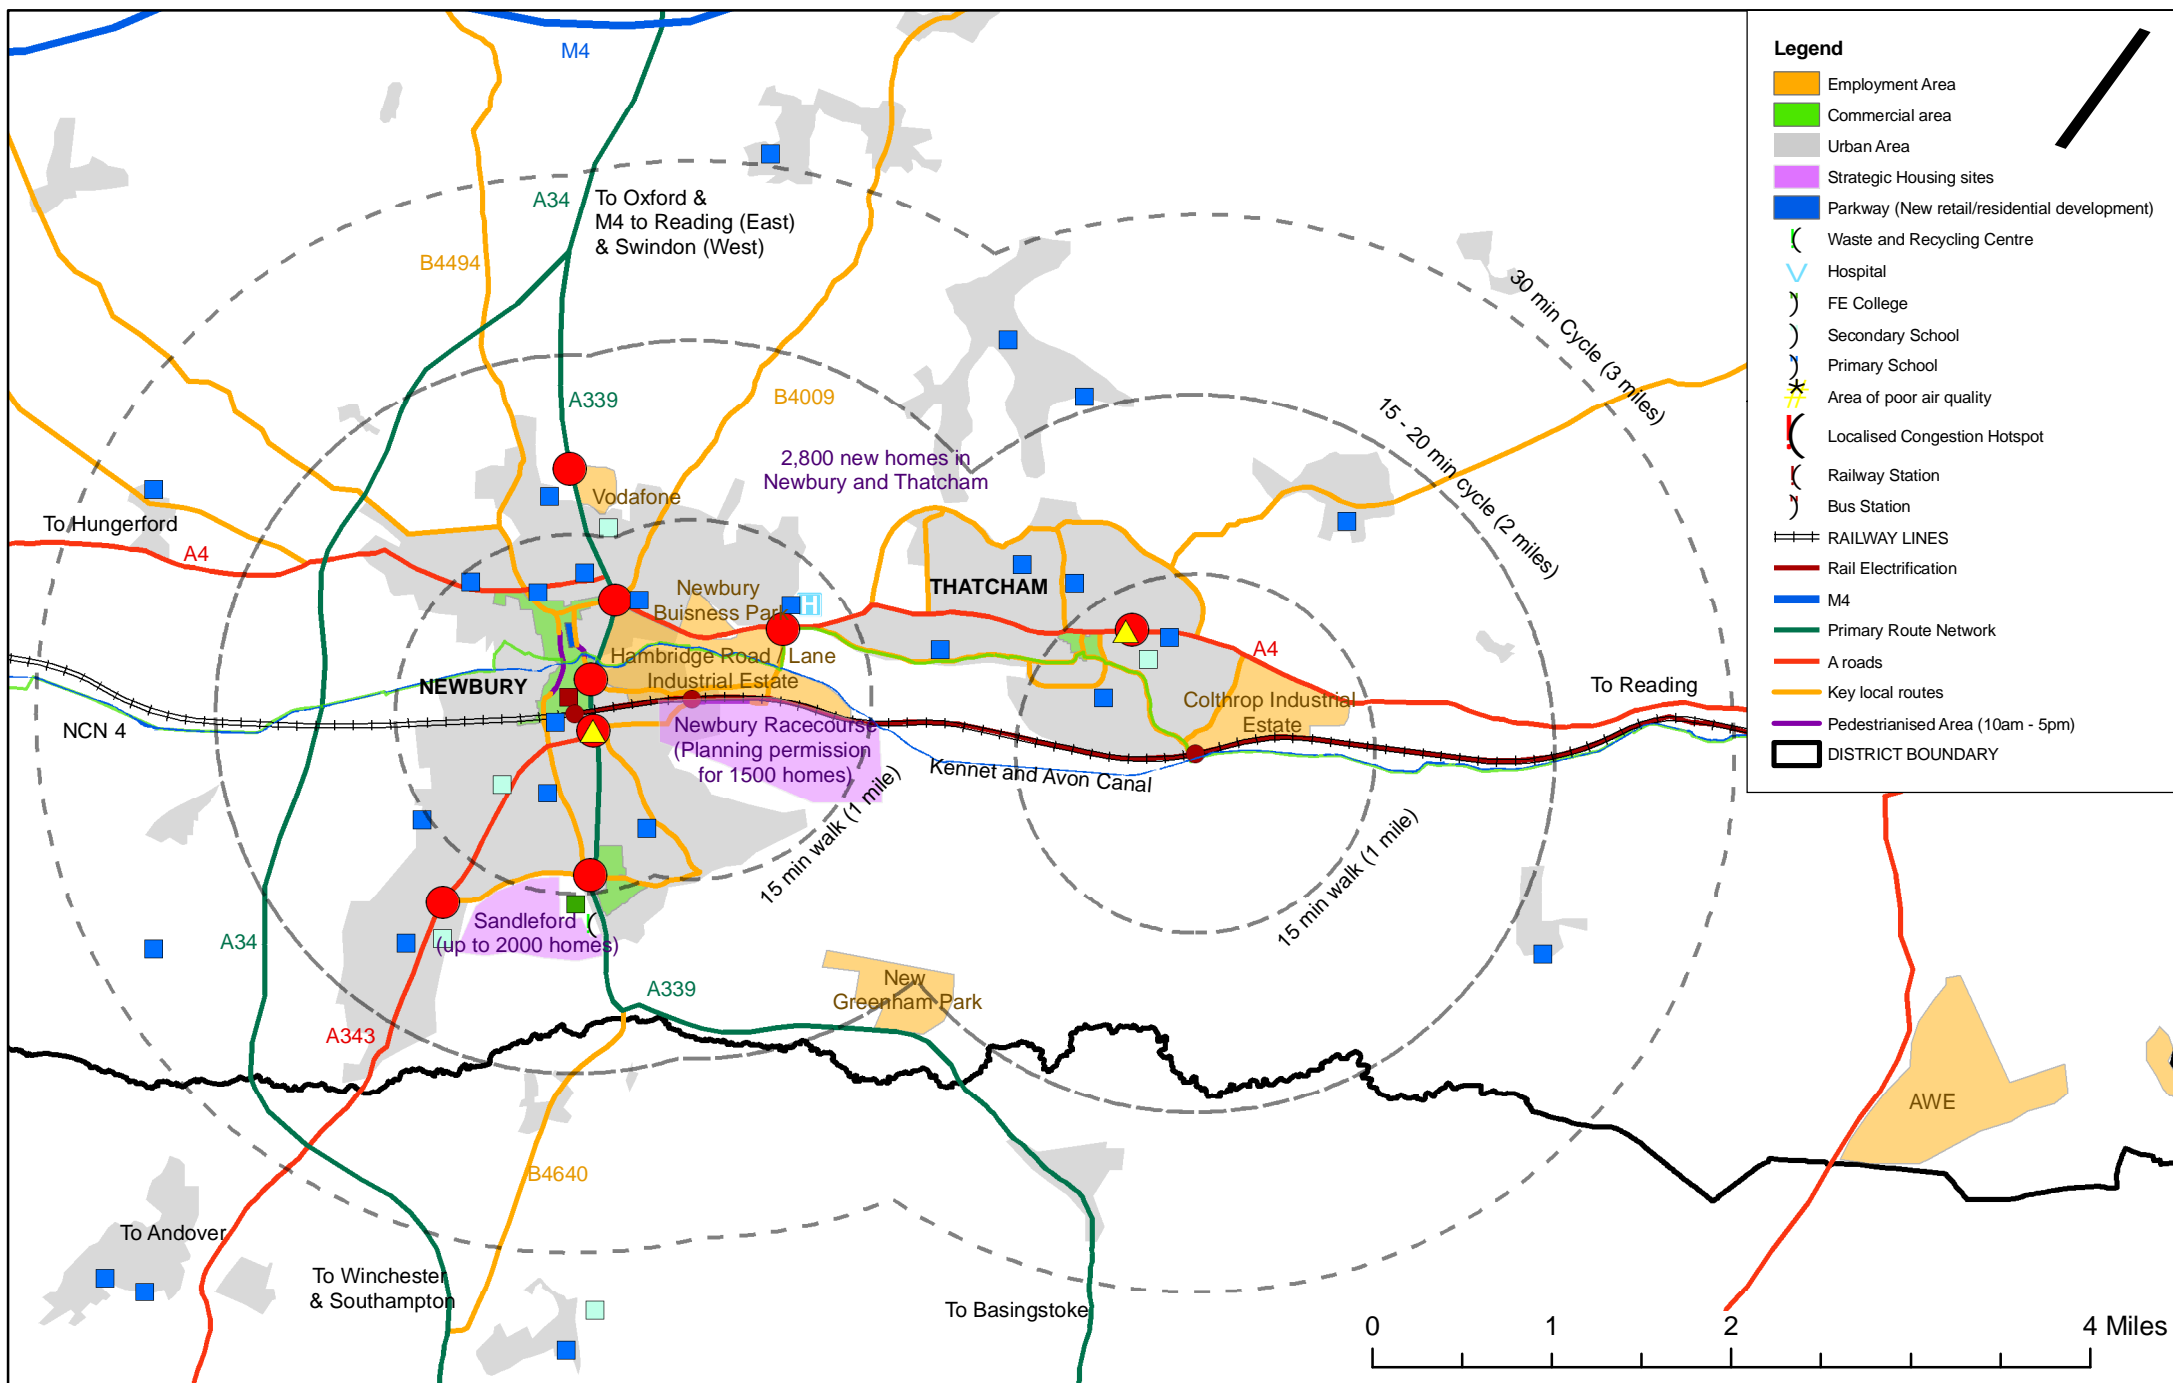 M4
A34
To Oxford &
M4 to Reading (East)
& Swindon (West)
B4494
A339
B4009
30 min Cycle (3 miles)
15 - 20 min cycle (2 miles)
2,800 new homes in
Newbury and Thatcham
Vodafone
To Hungerford
A4
Newbury
Buisness Park
H
THATCHAM
A4
Hambridge Road / Lane
Industrial Estate
NEWBURY
NCN 4
Newbury Racecourse
(Planning permission
for 1500 homes)
15 min walk (1 mile)
Kennet and Avon Canal
Colthrop Industrial
Estate
To Reading
15 min walk (1 mile)
Sandleford
(up to 2000 homes)
A34
A339
New
Greenham Park
A343
AWE
B4640
To Andover
To Winchester
& Southampton
To Basingstoke
0 1 2 4 Miles
Legend
Employment Area
Commercial area
Urban Area
Strategic Housing sites
Parkway (New retail/residential development)
Waste and Recycling Centre
Hospital
FE College
Secondary School
Primary School
Area of poor air quality
Localised Congestion Hotspot
Railway Station
Bus Station
RAILWAY LINES
Rail Electrification
M4
Primary Route Network
A roads
Key local routes
Pedestrianised Area (10am - 5pm)
DISTRICT BOUNDARY